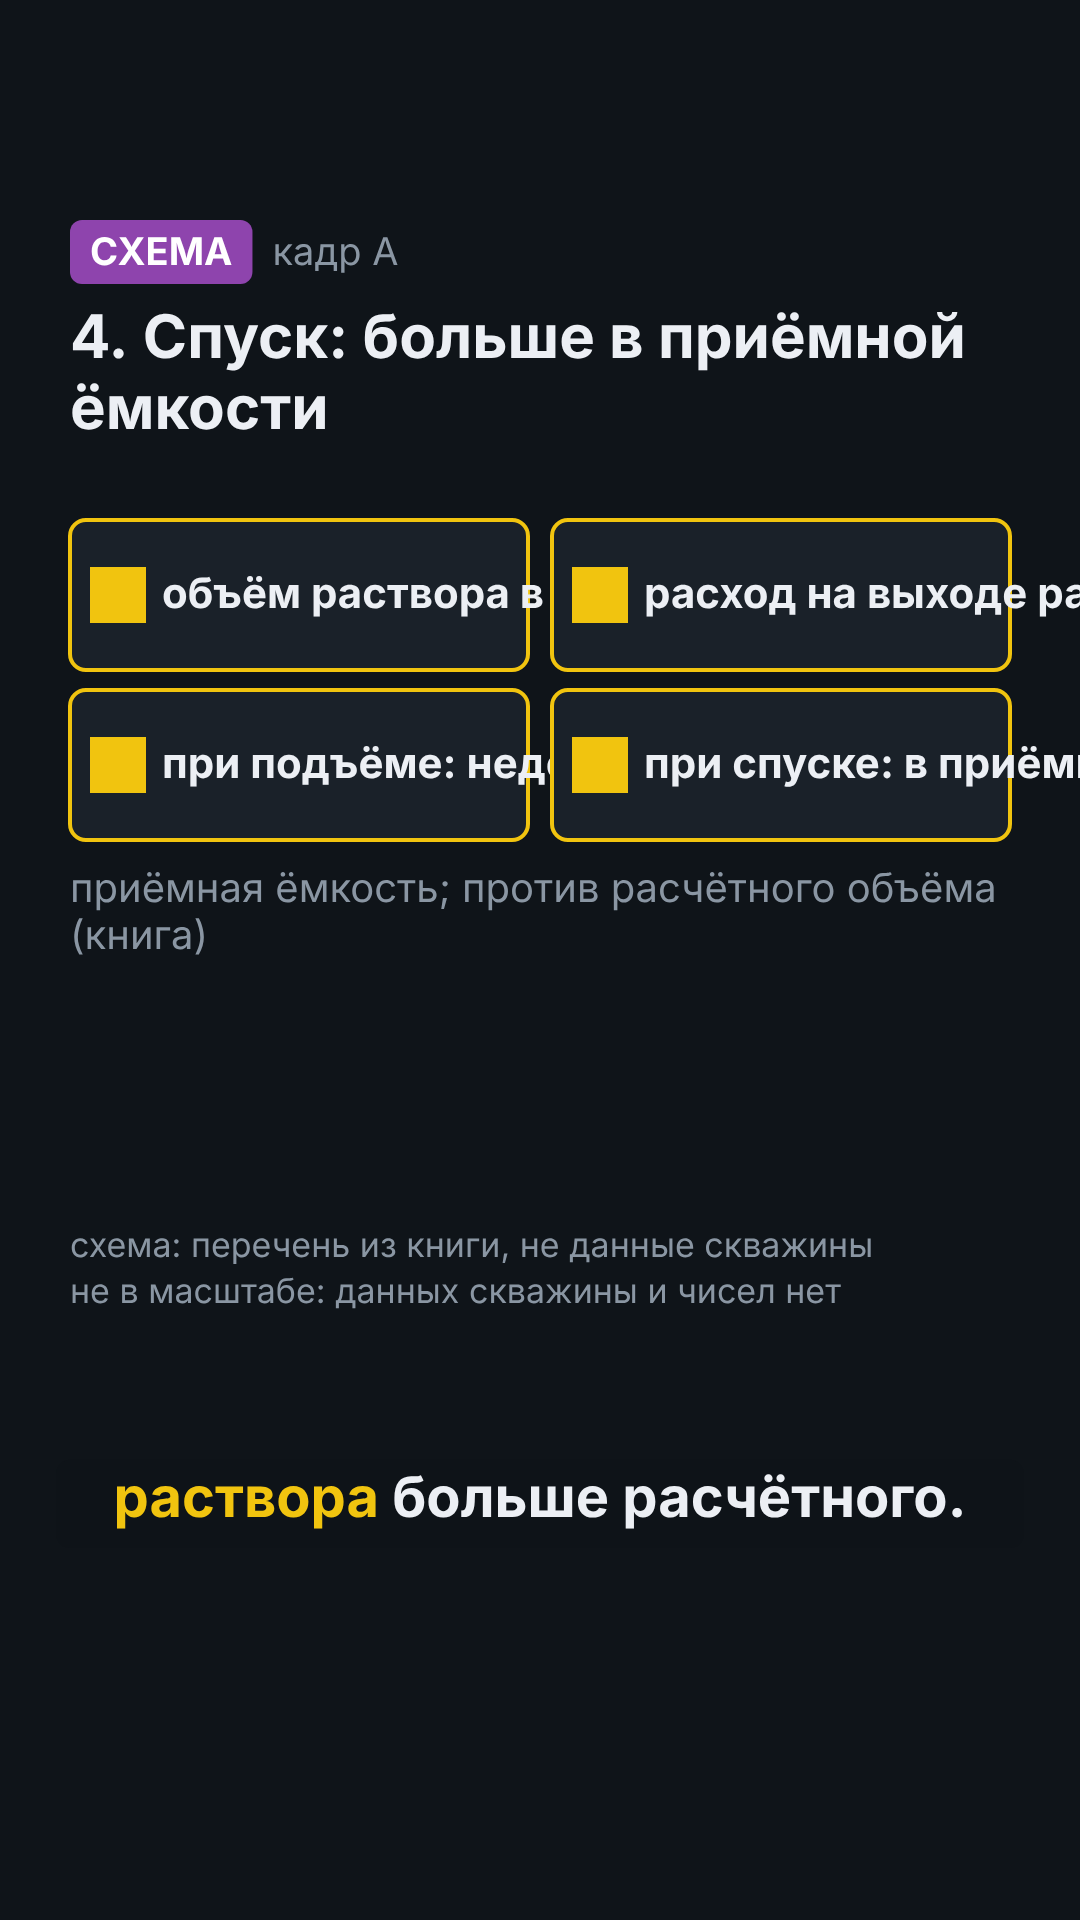 СХЕМА кадр А
4. Спуск: больше в приёмной
ёмкости
объём раствора в
расход на выходе ра
при подъёме: нед
при спуске: в приём
приёмная ёмкость; против расчётного объёма
(книга)
схема: перечень из книги, не данные скважины
не в масштабе: данных скважины и чисел нет
раствора больше расчётного.